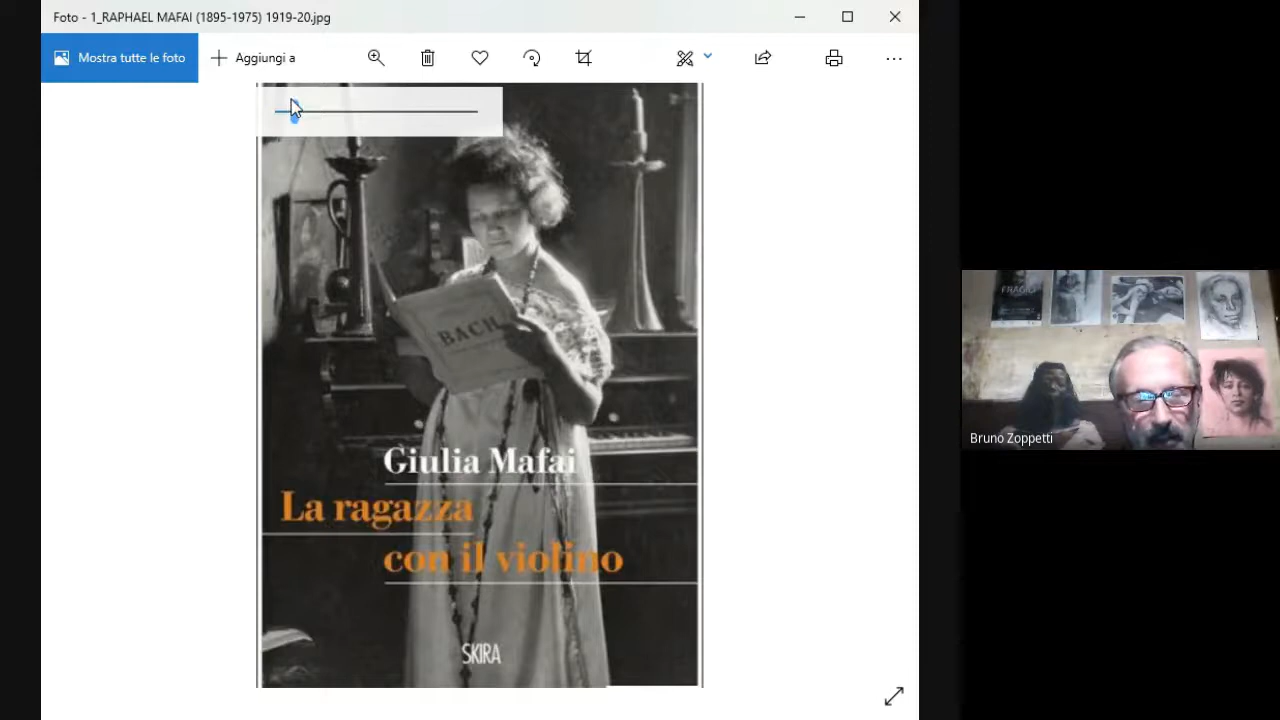 Foto - 1_RAPHAEL MAFAI (1895-1975) 1919-20.jpg
Mostra tutte le foto
Aggiungi a
BACH
Giulia Mafai
La ragazza
con il violino
SKIRA
FRAGILI
Bruno Zoppetti